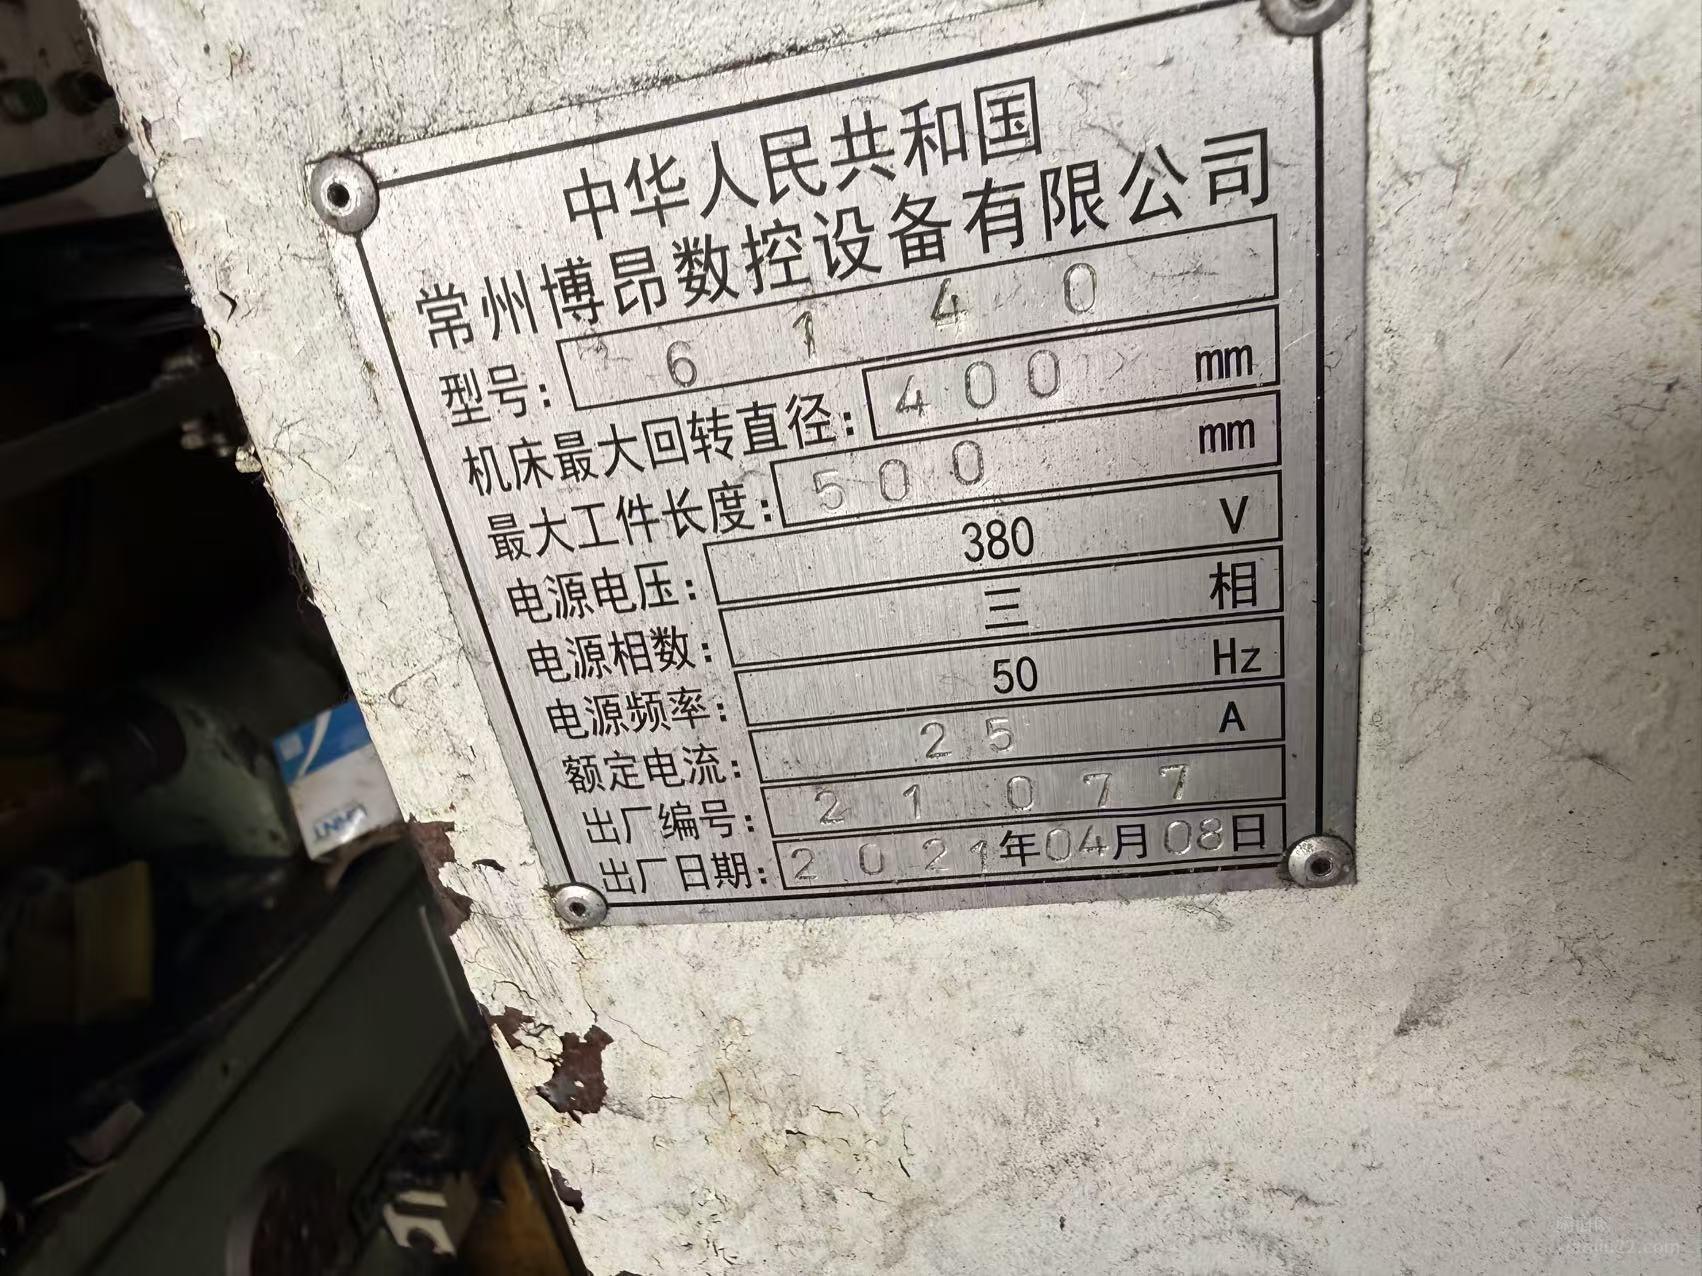 中华人民共和国
常州博昂数控设备有限公司
型号: 6140
机床最大回转直径: 400 mm
最大工件长度: 500 mm
电源电压: 380 V
电源相数: 三 相
电源频率: 50 Hz
额定电流: 25 A
出厂编号: 21077
出厂日期: 2021年04月08日